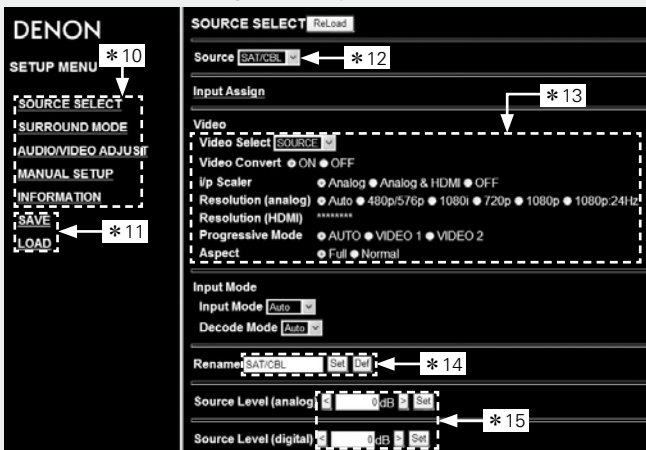 DENON
SETUP MENU
*10
SOURCE SELECT
SURROUND MODE
AUDIO/VIDEO ADJUST
MANUAL SETUP
INFORMATION
SAVE
LOAD
*11
SOURCE SELECT ReLoad
Source SAT/CBL *12
Input Assign
*13
Video
Video Select SOURCE
Video Convert ON OFF
i/p Scaler Analog Analog & HDMI OFF
Resolution (analog) Auto 480p/576p 1080i 720p 1080p 1080p:24Hz
Resolution (HDMI) ********
Progressive Mode AUTO VIDEO 1 VIDEO 2
Aspect Full Normal
Input Mode
Input Mode Auto
Decode Mode Auto
Rename SAT/CBL Set Def *14
Source Level (analog) < 0 dB > Set
*15
Source Level (digital) < 0 dB > Set